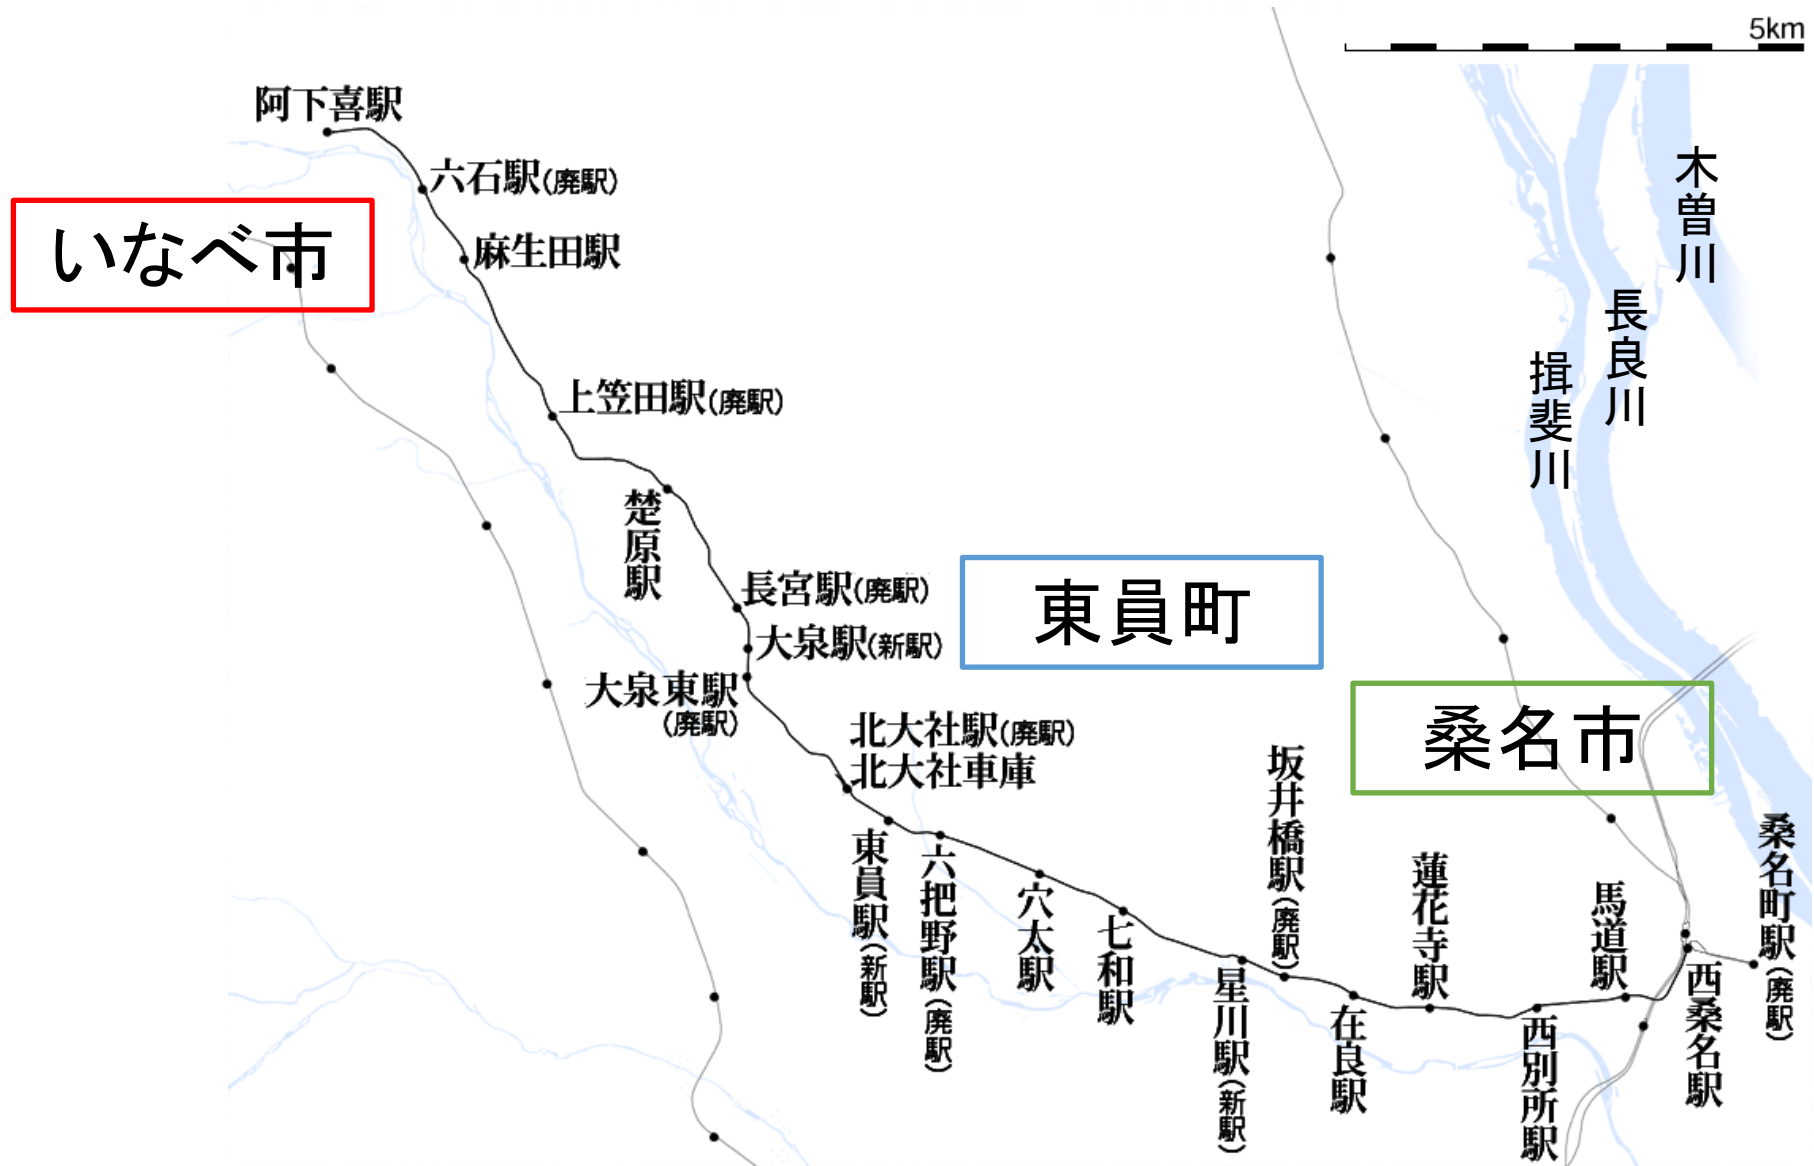 5km
阿下喜駅
六石駅(廃駅)
いなべ市
麻生田駅
木曽川
長良川
揖斐川
上笠田駅(廃駅)
楚原駅
長宮駅(廃駅)
東員町
大泉駅(新駅)
大泉東駅
(廃駅)
桑名市
北大社駅(廃駅)
北大社車庫
東員駅(新駅)
六把野駅(廃駅)
穴太駅
七和駅
星川駅(新駅)
坂井橋駅(廃駅)
在良駅
蓮花寺駅
西別所駅
馬道駅
西桑名駅
桑名町駅(廃駅)